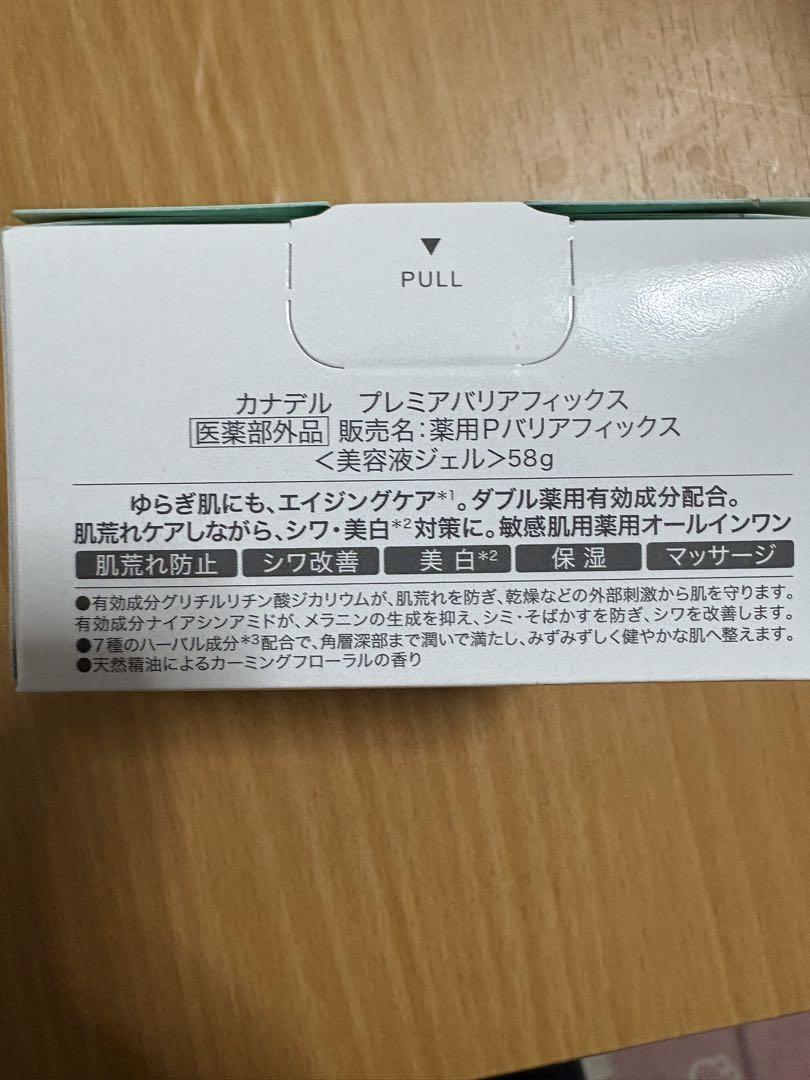 ▼
PULL
カナデル　プレミアバリアフィックス
医薬部外品 販売名:薬用Pバリアフィックス
＜美容液ジェル＞58g
ゆらぎ肌にも、エイジングケア*1。ダブル薬用有効成分配合。
肌荒れケアしながら、シワ・美白*2対策に。敏感肌用薬用オールインワン
肌荒れ防止 シワ改善 美白*2 保湿 マッサージ
●有効成分グリチルリチン酸ジカリウムが、肌荒れを防ぎ、乾燥などの外部刺激から肌を守ります。
有効成分ナイアシンアミドが、メラニンの生成を抑え、シミ・そばかすを防ぎ、シワを改善します。
●7種のハーバル成分*3配合で、角層深部まで潤いで満たし、みずみずしく健やかな肌へ整えます。
●天然精油によるカーミングフローラルの香り